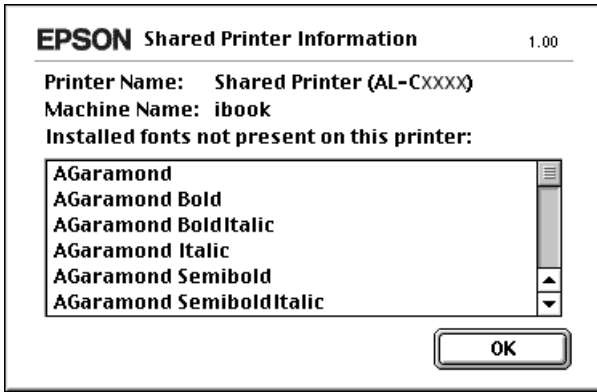 EPSON Shared Printer Information 1.00
Printer Name: Shared Printer (AL-CXXXX)
Machine Name: ibook
Installed fonts not present on this printer:
AGaramond
AGaramond Bold
AGaramond BoldItalic
AGaramond Italic
AGaramond Semibold
AGaramond SemiboldItalic
OK